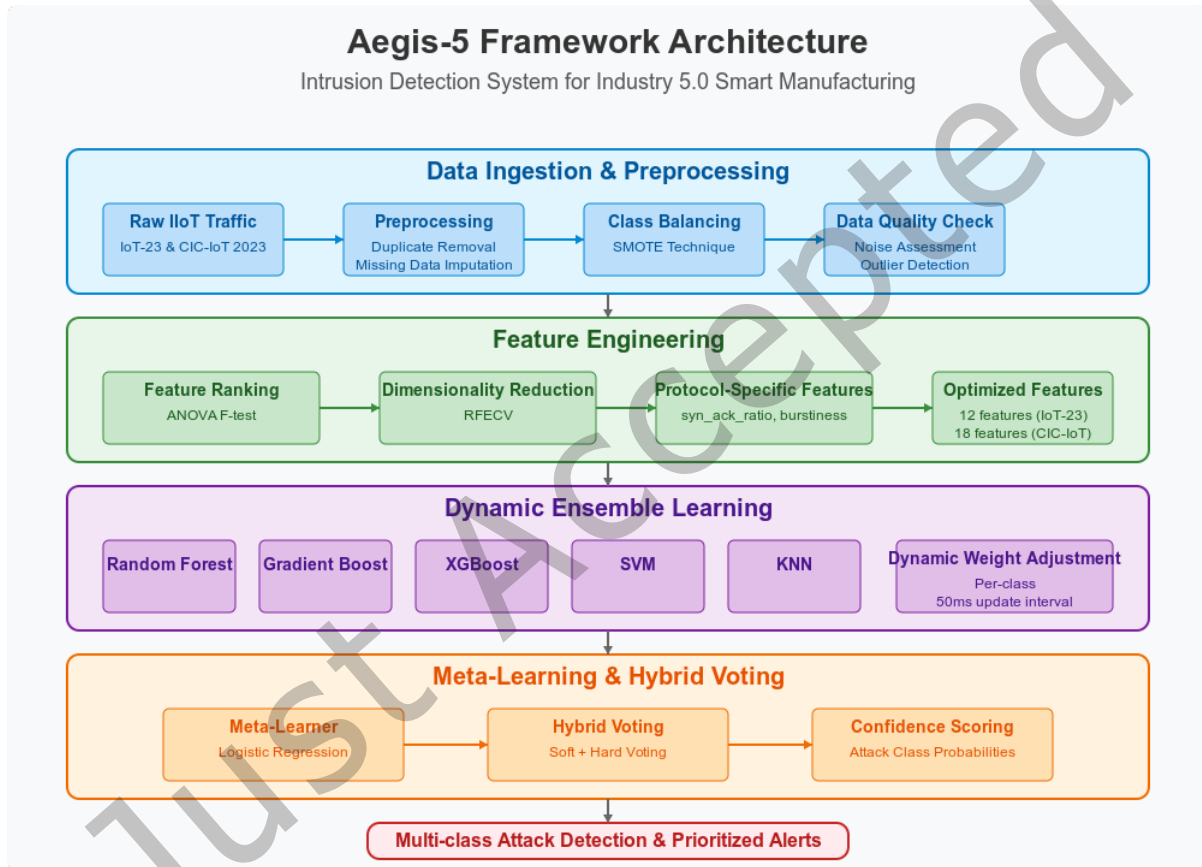 Aegis-5 Framework Architecture
Intrusion Detection System for Industry 5.0 Smart Manufacturing
Data Ingestion & Preprocessing
Raw IIoT Traffic
IoT-23 & CIC-IoT 2023
Preprocessing
Duplicate Removal
Missing Data Imputation
Class Balancing
SMOTE Technique
Data Quality Check
Noise Assessment
Outlier Detection
Feature Engineering
Feature Ranking
ANOVA F-test
Dimensionality Reduction
RFECV
Protocol-Specific Features
syn_ack_ratio, burstiness
Optimized Features
12 features (IoT-23)
18 features (CIC-IoT)
Dynamic Ensemble Learning
Random Forest
Gradient Boost
XGBoost
SVM
KNN
Dynamic Weight Adjustment
Per-class
50ms update interval
Meta-Learning & Hybrid Voting
Meta-Learner
Logistic Regression
Hybrid Voting
Soft + Hard Voting
Confidence Scoring
Attack Class Probabilities
Multi-class Attack Detection & Prioritized Alerts
Just Accepted